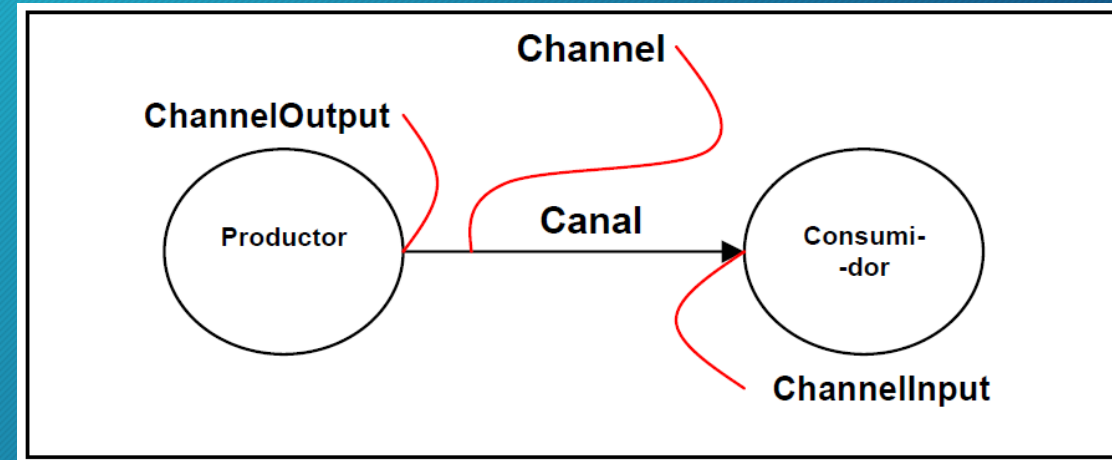 Channel
ChannelOutput
Productor
Canal
Consumi-
-dor
ChannelInput